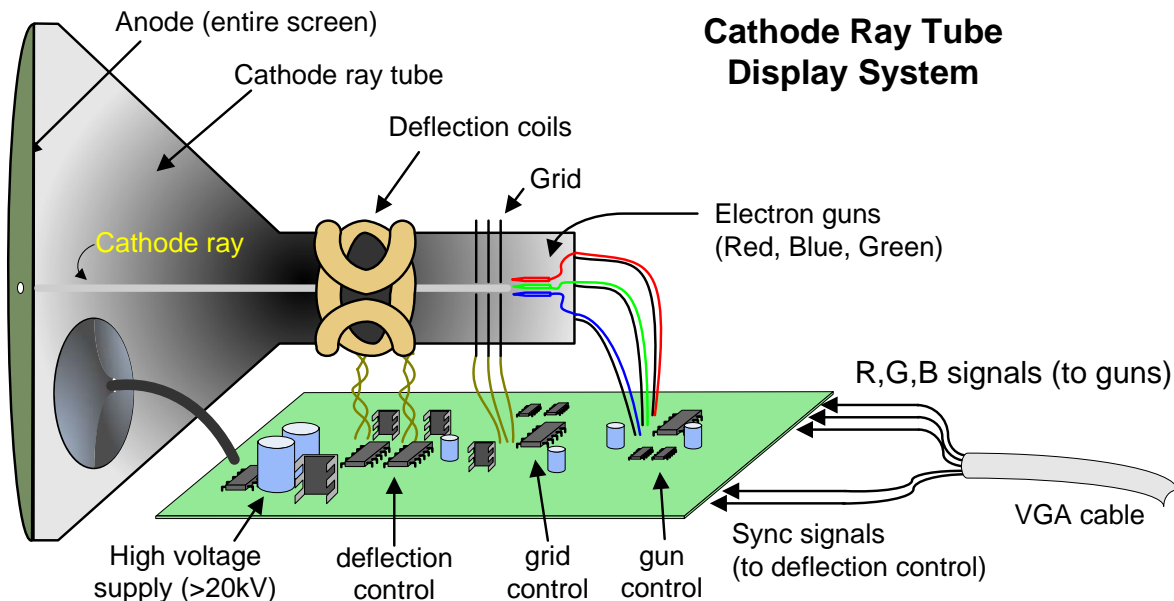 Cathode Ray Tube
Display System
Anode (entire screen)
Cathode ray tube
Deflection coils
Grid
Electron guns
(Red, Blue, Green)
Cathode ray
R,G,B signals (to guns)
VGA cable
Sync signals
(to deflection control)
High voltage
supply (>20kV)
deflection
control
grid
control
gun
control